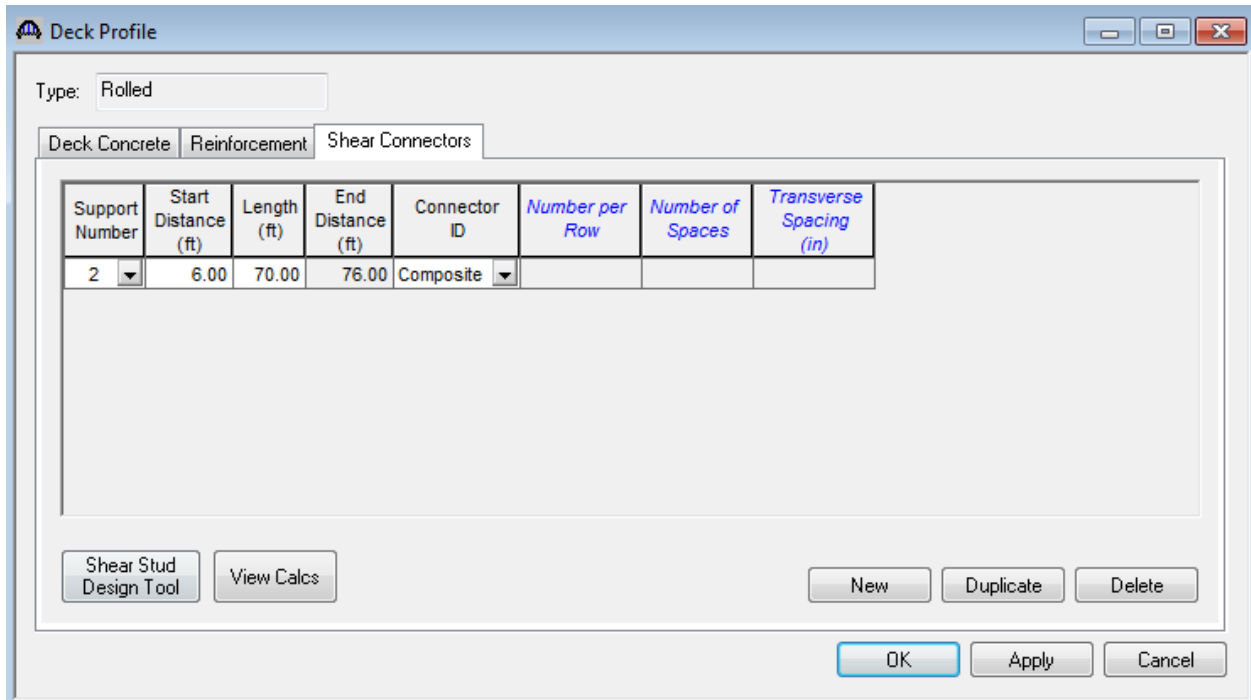 Deck Profile
Type: Rolled
Deck Concrete Reinforcement Shear Connectors
Support Number Start Distance (ft) Length (ft) End Distance (ft) Connector ID Number per Row Number of Spaces Transverse Spacing (in)
2 6.00 70.00 76.00 Composite
Shear Stud
Design Tool
View Calcs
New Duplicate Delete
OK Apply Cancel